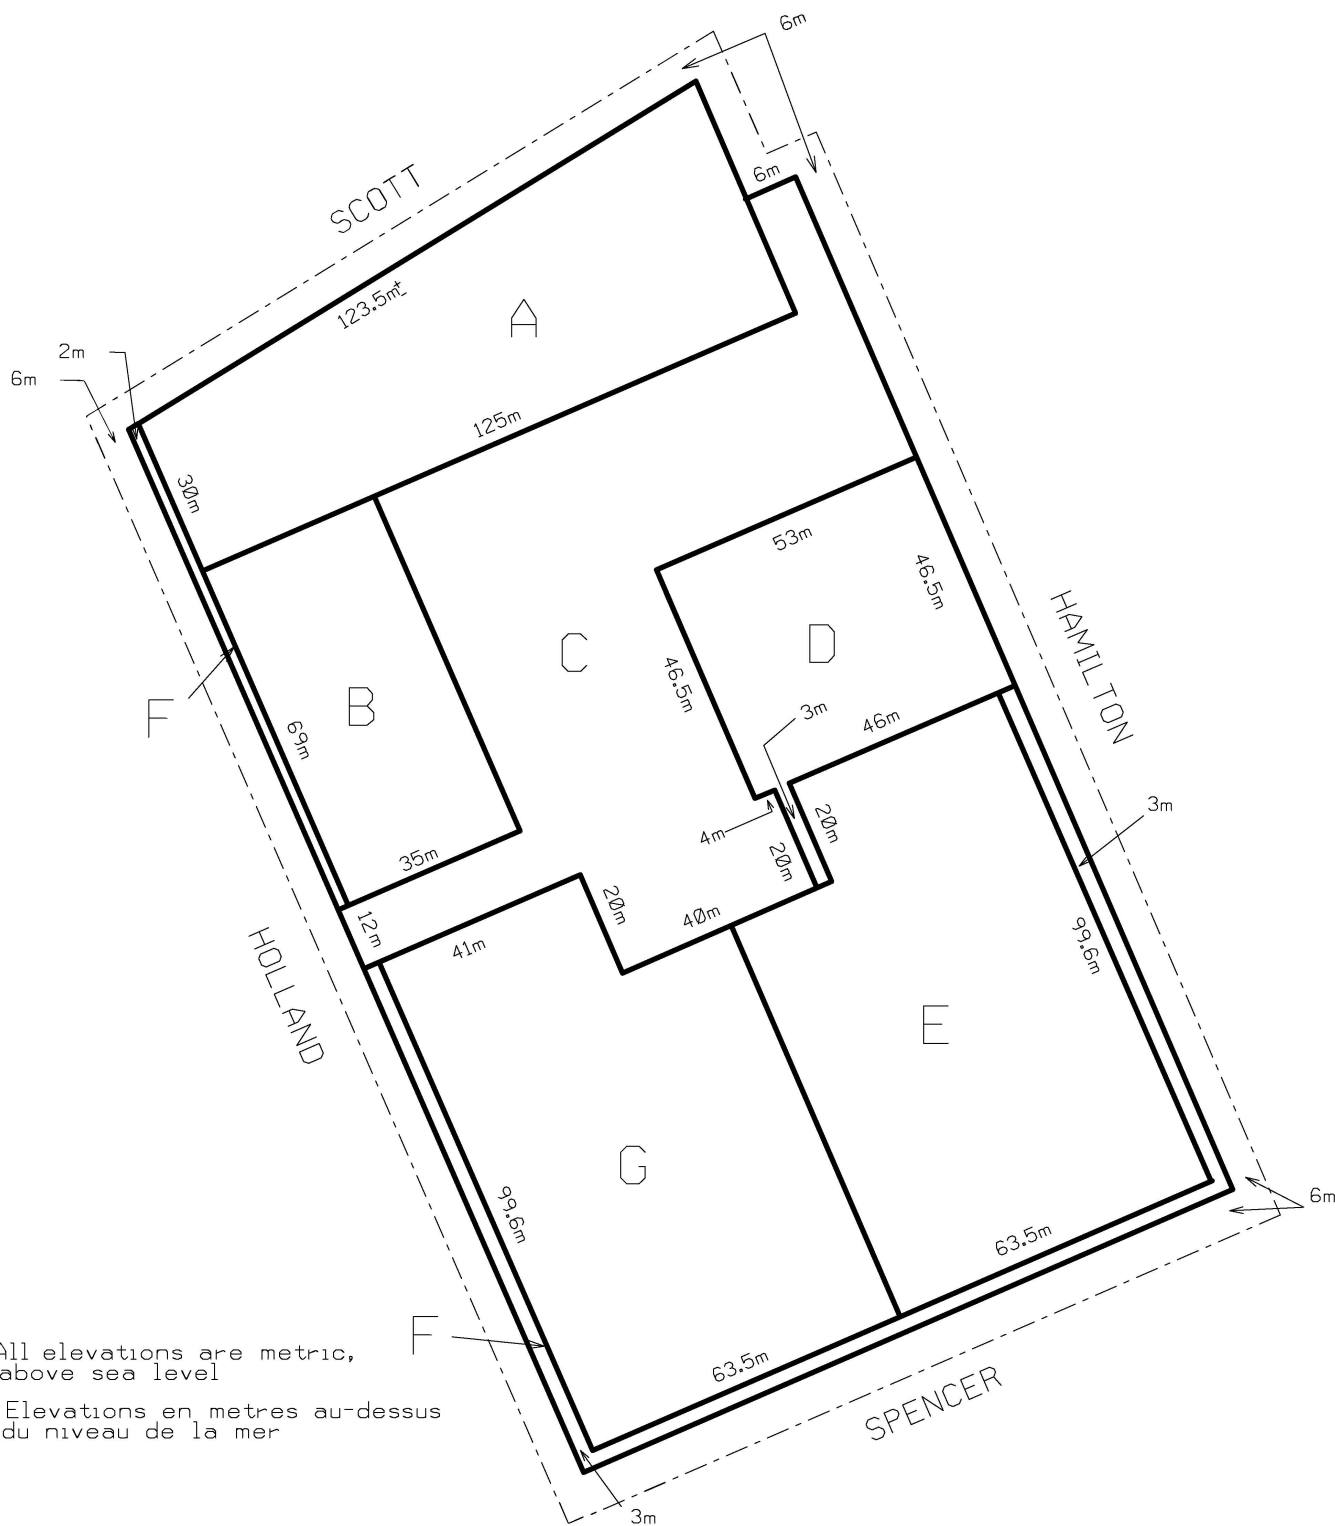 6m
SCOTT
6m
123.5m±
A
2m
6m
125m
30m
53m
46.5m
HAMILTON
C
D
46.5m
F
B
69m
3m
46m
3m
20m
4m
20m
35m
20m
40m
12m
41m
99.6m
HOLLAND
E
G
99.6m
6m
63.5m
F
63.5m
SPENCER
All elevations are metric,
above sea level
Elevations en metres au-dessus
du niveau de la mer
3m